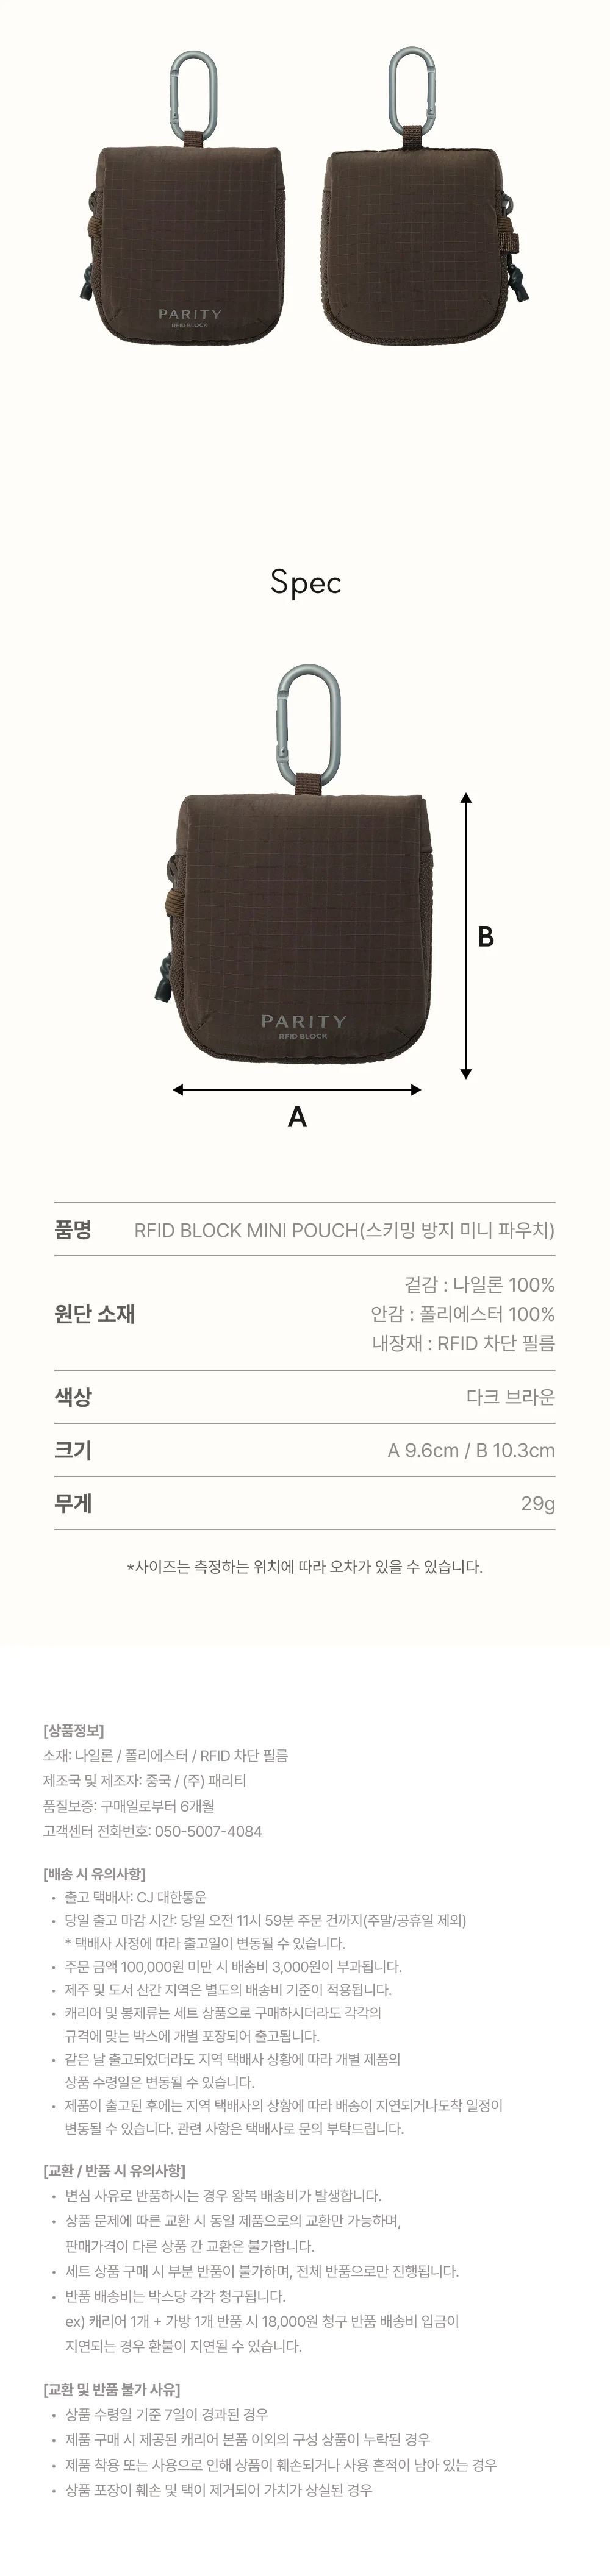 PARITY
RFID BLOCK
Spec
PARITY
RFID BLOCK
B
A
품명 RFID BLOCK MINI POUCH(스키밍 방지 미니 파우치)
겉감 : 나일론 100%
원단 소재 안감 : 폴리에스터 100%
내장재 : RFID 차단 필름
색상 다크 브라운
크기 A 9.6cm / B 10.3cm
무게 29g
*사이즈는 측정하는 위치에 따라 오차가 있을 수 있습니다.
[상품정보]
소재: 나일론 / 폴리에스터 / RFID 차단 필름
제조국 및 제조자: 중국 / (주) 패리티
품질보증: 구매일로부터 6개월
고객센터 전화번호: 050-5007-4084
[배송 시 유의사항]
• 출고 택배사: CJ 대한통운
• 당일 출고 마감 시간: 당일 오전 11시 59분 주문 건까지(주말/공휴일 제외)
* 택배사 사정에 따라 출고일이 변동될 수 있습니다.
• 주문 금액 100,000원 미만 시 배송비 3,000원이 부과됩니다.
• 제주 및 도서 산간 지역은 별도의 배송비 기준이 적용됩니다.
• 캐리어 및 봉제류는 세트 상품으로 구매하시더라도 각각의
규격에 맞는 박스에 개별 포장되어 출고됩니다.
• 같은 날 출고되었더라도 지역 택배사 상황에 따라 개별 제품의
상품 수령일은 변동될 수 있습니다.
• 제품이 출고된 후에는 지역 택배사의 상황에 따라 배송이 지연되거나도착 일정이
변동될 수 있습니다. 관련 사항은 택배사로 문의 부탁드립니다.
[교환 / 반품 시 유의사항]
• 변심 사유로 반품하시는 경우 왕복 배송비가 발생합니다.
• 상품 문제에 따른 교환 시 동일 제품으로의 교환만 가능하며,
판매가격이 다른 상품 간 교환은 불가합니다.
• 세트 상품 구매 시 부분 반품이 불가하며, 전체 반품으로만 진행됩니다.
• 반품 배송비는 박스당 각각 청구됩니다.
ex) 캐리어 1개 + 가방 1개 반품 시 18,000원 청구 반품 배송비 입금이
지연되는 경우 환불이 지연될 수 있습니다.
[교환 및 반품 불가 사유]
• 상품 수령일 기준 7일이 경과된 경우
• 제품 구매 시 제공된 캐리어 본품 이외의 구성 상품이 누락된 경우
• 제품 착용 또는 사용으로 인해 상품이 훼손되거나 사용 흔적이 남아 있는 경우
• 상품 포장이 훼손 및 택이 제거되어 가치가 상실된 경우